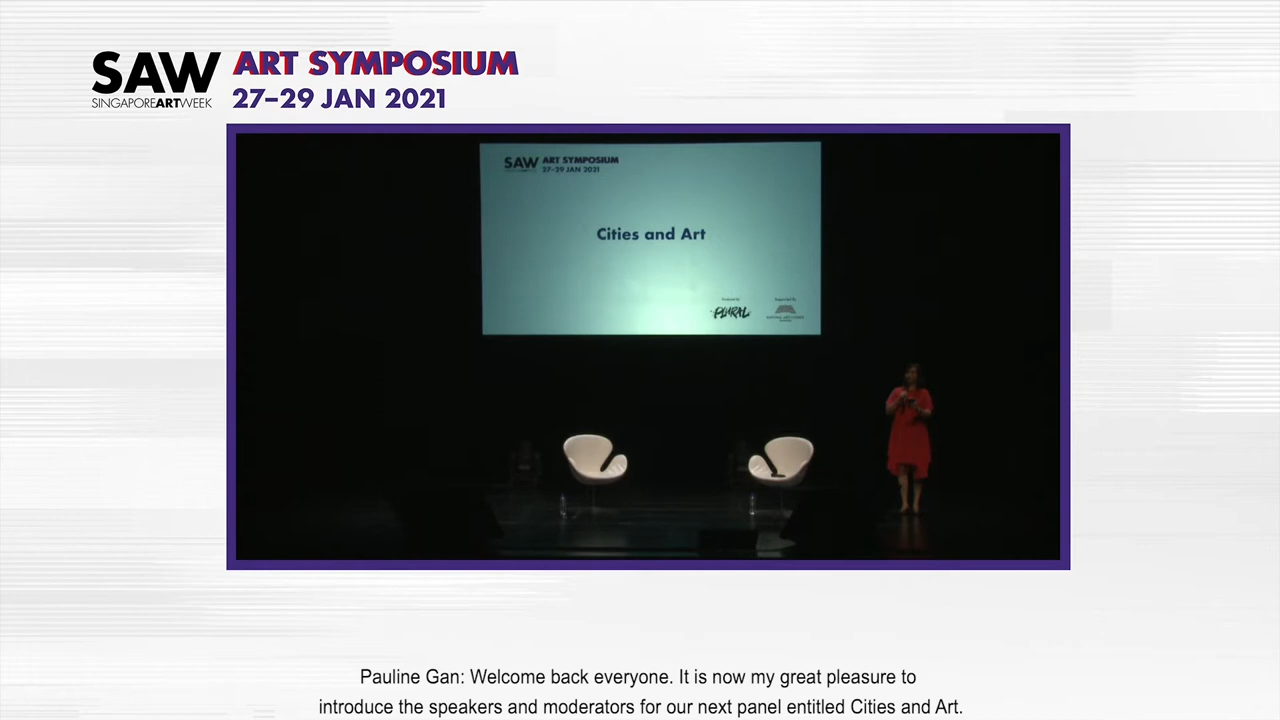 SAW ART SYMPOSIUM
SINGAPOREARTWEEK 27–29 JAN 2021
SAW ART SYMPOSIUM
27–29 JAN 2021
Cities and Art
PLURAL
Pauline Gan: Welcome back everyone. It is now my great pleasure to
introduce the speakers and moderators for our next panel entitled Cities and Art.